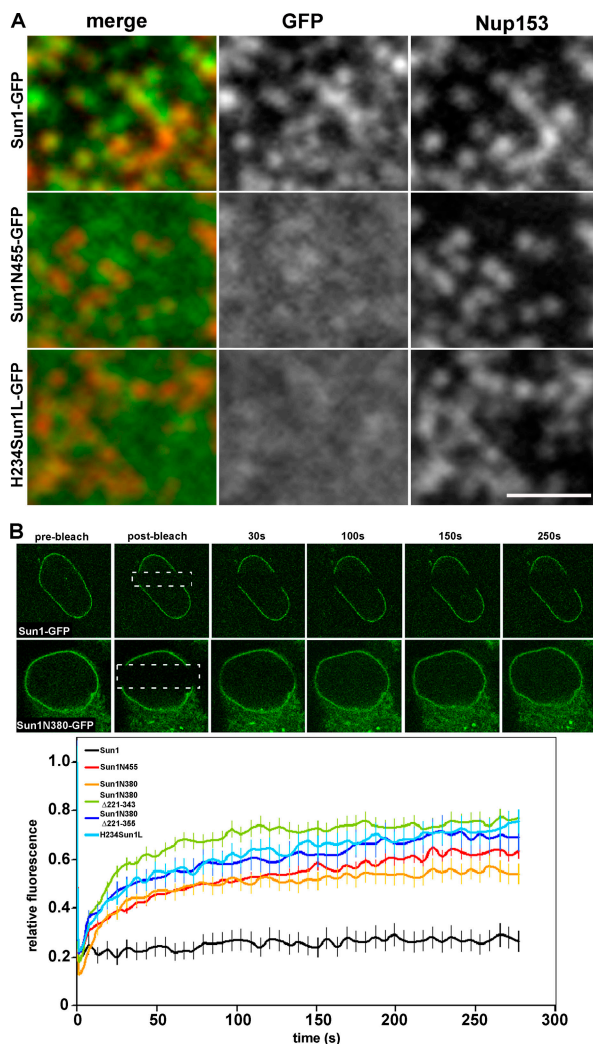 A
merge GFP Nup153
Sun1-GFP
Sun1N455-GFP
H234Sun1L-GFP
B
pre-bleach post-bleach 30s 100s 150s 250s
Sun1-GFP
Sun1N380-GFP
1.0
0.8
0.6
0.4
0.2
0
relative fluorescence
Sun1
Sun1N455
Sun1N380
Sun1N380
Δ221-343
Sun1N380
Δ221-355
H234Sun1L
0 50 100 150 200 250 300
time (s)